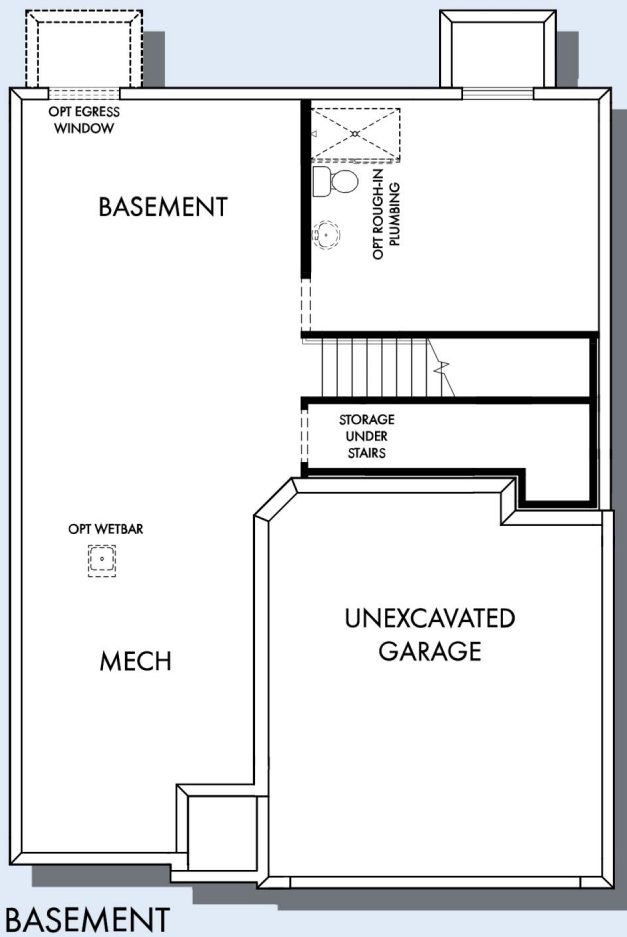 OPT EGRESS
WINDOW
BASEMENT
OPT ROUGH-IN
PLUMBING
STORAGE
UNDER
STAIRS
OPT WETBAR
MECH
UNEXCAVATED
GARAGE
BASEMENT